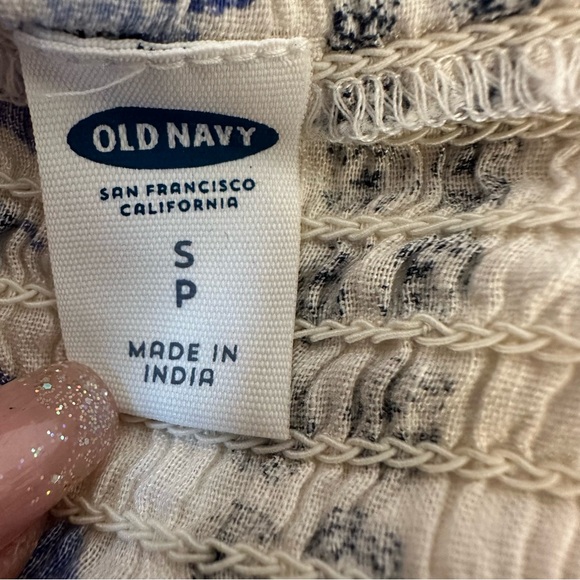 OLD NAVY
SAN FRANCISCO
CALIFORNIA
S
P
MADE IN
INDIA